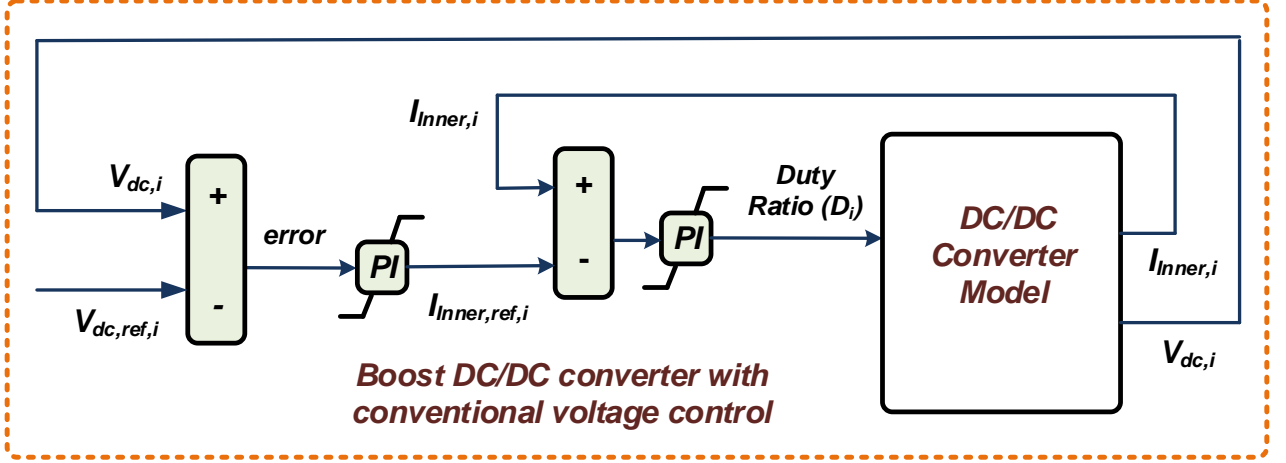 I_Inner,i
V_dc,i
+
-
error
PI
I_Inner,ref,i
V_dc,ref,i
+
-
PI
Duty
Ratio (D_i)
DC/DC
Converter
Model
I_Inner,i
V_dc,i
Boost DC/DC converter with
conventional voltage control